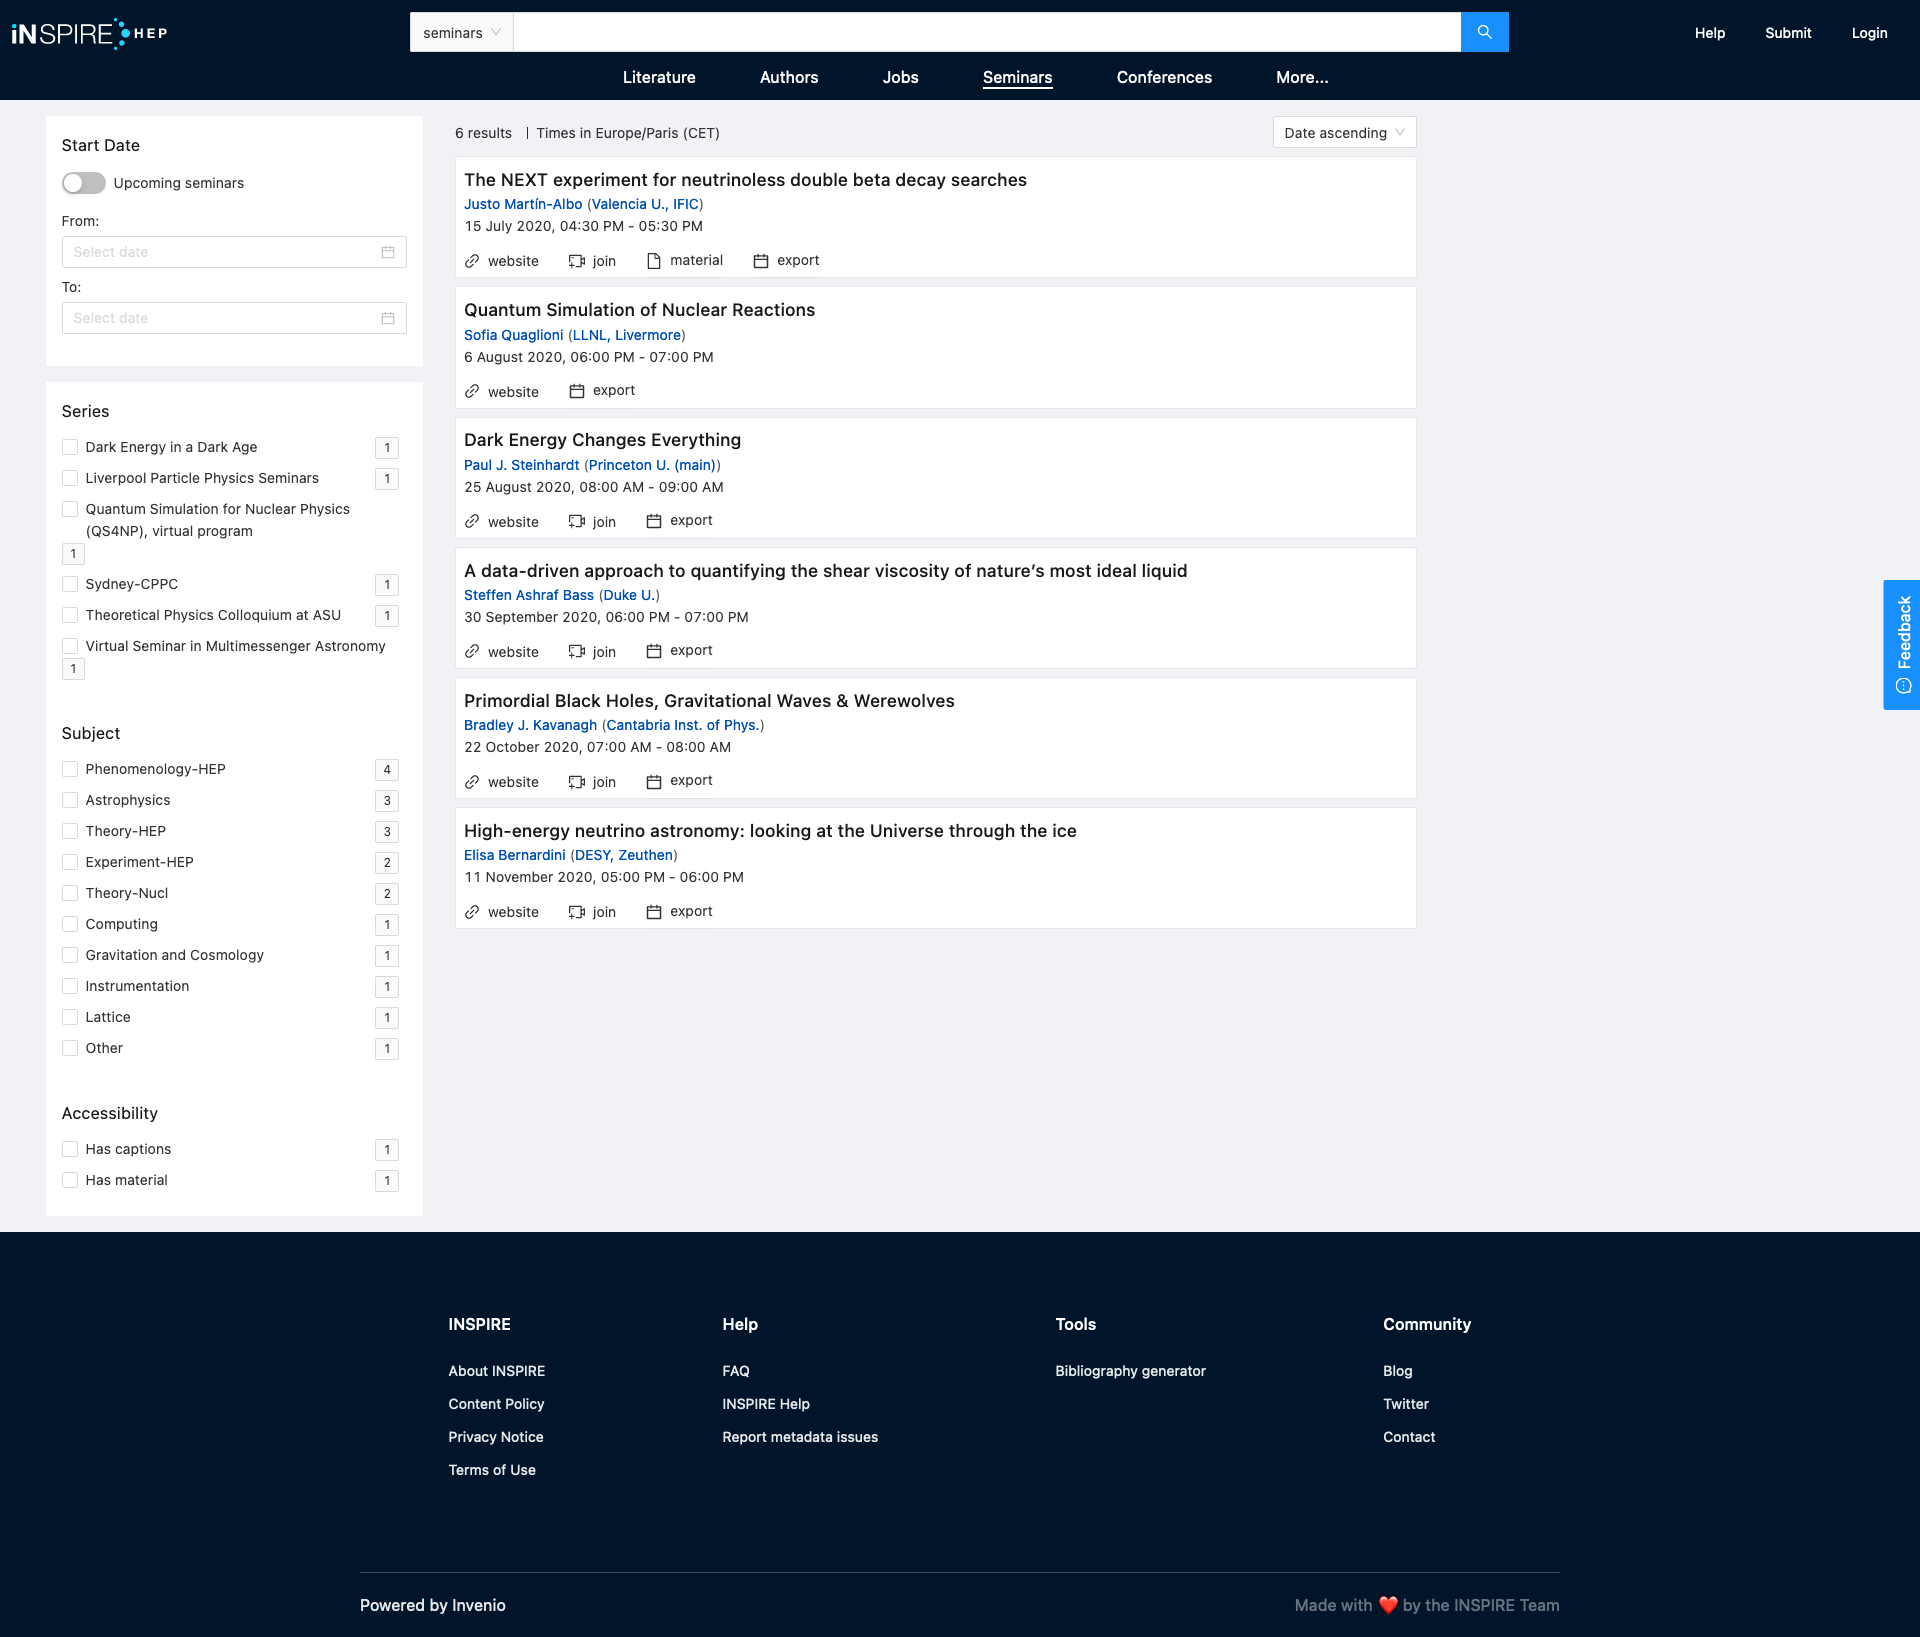 iNSPIRE HEP
seminars
Help
Submit
Login
Literature
Authors
Jobs
Seminars
Conferences
More...
Start Date
Upcoming seminars
From:
Select date
To:
Select date
Series
Dark Energy in a Dark Age 1
Liverpool Particle Physics Seminars 1
Quantum Simulation for Nuclear Physics
(QS4NP), virtual program
1
Sydney-CPPC 1
Theoretical Physics Colloquium at ASU 1
Virtual Seminar in Multimessenger Astronomy
1
Subject
Phenomenology-HEP 4
Astrophysics 3
Theory-HEP 3
Experiment-HEP 2
Theory-Nucl 2
Computing 1
Gravitation and Cosmology 1
Instrumentation 1
Lattice 1
Other 1
Accessibility
Has captions 1
Has material 1
6 results | Times in Europe/Paris (CET)
Date ascending
The NEXT experiment for neutrinoless double beta decay searches
Justo Martín-Albo (Valencia U., IFIC)
15 July 2020, 04:30 PM - 05:30 PM
website join material export
Quantum Simulation of Nuclear Reactions
Sofia Quaglioni (LLNL, Livermore)
6 August 2020, 06:00 PM - 07:00 PM
website export
Dark Energy Changes Everything
Paul J. Steinhardt (Princeton U. (main))
25 August 2020, 08:00 AM - 09:00 AM
website join export
A data-driven approach to quantifying the shear viscosity of nature’s most ideal liquid
Steffen Ashraf Bass (Duke U.)
30 September 2020, 06:00 PM - 07:00 PM
website join export
Primordial Black Holes, Gravitational Waves & Werewolves
Bradley J. Kavanagh (Cantabria Inst. of Phys.)
22 October 2020, 07:00 AM - 08:00 AM
website join export
High-energy neutrino astronomy: looking at the Universe through the ice
Elisa Bernardini (DESY, Zeuthen)
11 November 2020, 05:00 PM - 06:00 PM
website join export
Feedback
INSPIRE
About INSPIRE
Content Policy
Privacy Notice
Terms of Use
Help
FAQ
INSPIRE Help
Report metadata issues
Tools
Bibliography generator
Community
Blog
Twitter
Contact
Powered by Invenio
Made with ❤️ by the INSPIRE Team